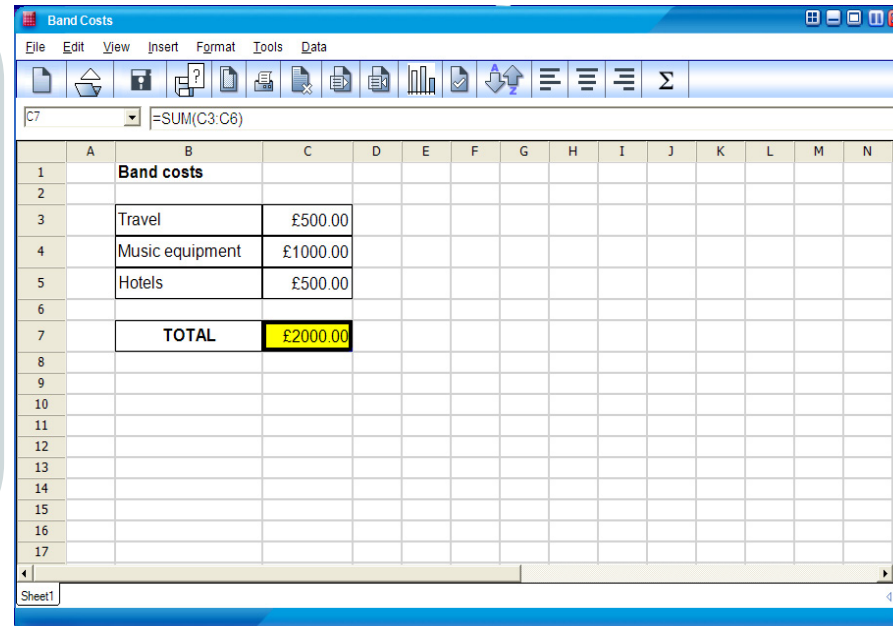 Band Costs
File Edit View Insert Format Tools Data
C7 =SUM(C3:C6)
A B C D E F G H I J K L M N
1 Band costs
2
3 Travel £500.00
4 Music equipment £1000.00
5 Hotels £500.00
6
7 TOTAL £2000.00
8
9
10
11
12
13
14
15
16
17
Sheet1